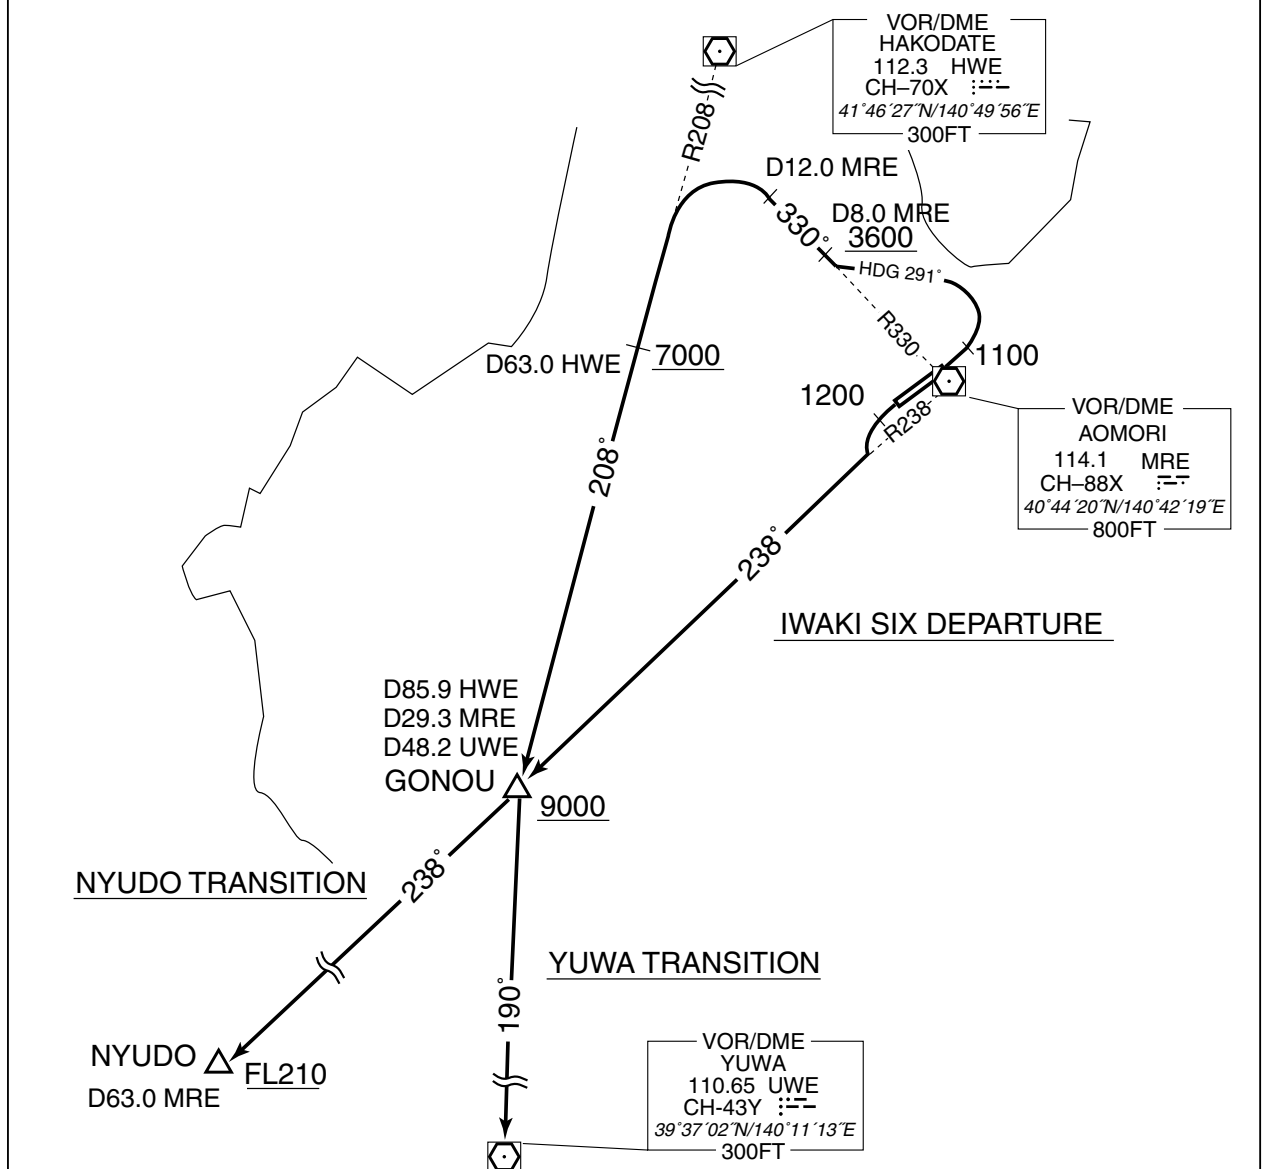 VOR/DME
HAKODATE
112.3 HWE
CH–70X
41°46´27˝N/140°49´56˝E
300FT
R208
D12.0 MRE
330°
D8.0 MRE
3600
HDG 291°
R330
1100
D63.0 HWE
7000
1200
R238
VOR/DME
AOMORI
114.1 MRE
CH–88X
40°44´20˝N/140°42´19˝E
800FT
208°
238°
IWAKI SIX DEPARTURE
D85.9 HWE
D29.3 MRE
D48.2 UWE
GONOU
9000
NYUDO TRANSITION
238°
YUWA TRANSITION
190°
NYUDO
FL210
D63.0 MRE
VOR/DME
YUWA
110.65 UWE
CH-43Y
39°37´02˝N/140°11´13˝E
300FT